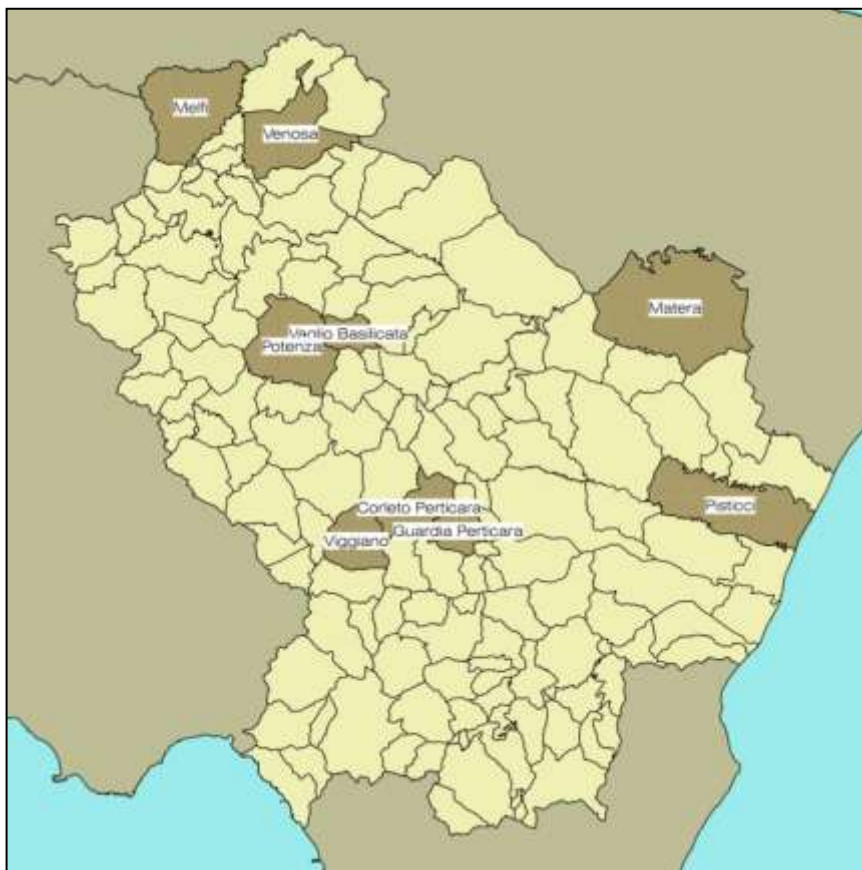 Melfi
Venosa
Matera
Vaglio Basilicata
Potenza
Pisticci
Corleto Perticara
Guardia Perticara
Viggiano